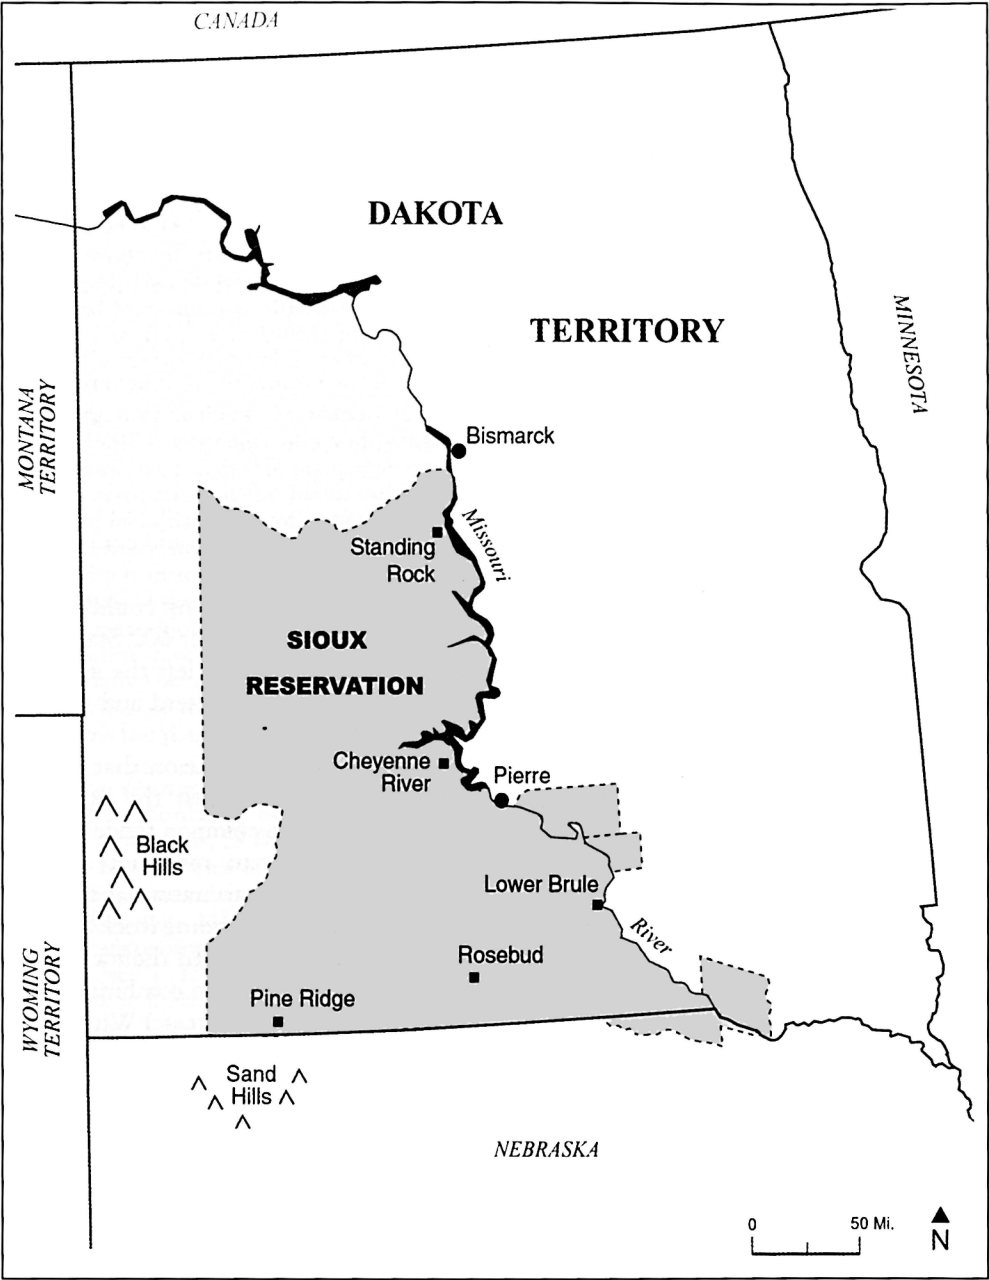 CANADA
DAKOTA
TERRITORY
MINNESOTA
MONTANA
TERRITORY
Bismarck
Missouri
Standing
Rock
SIOUX
RESERVATION
Cheyenne
River
Pierre
Black
Hills
Lower Brule
River
Rosebud
Pine Ridge
WYOMING
TERRITORY
Sand
Hills
NEBRASKA
0 50 Mi.
N